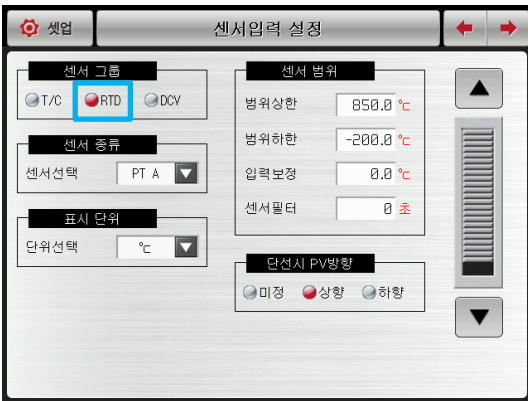 셋업
센서입력 설정
센서 그룹
T/C RTD DCV
센서 종류
센서선택 PT A
표시 단위
단위선택 ℃
센서 범위
범위상한 850.0 ℃
범위하한 -200.0 ℃
입력보정 0.0 ℃
센서필터 0 초
단선시 PV방향
미정 상향 하향